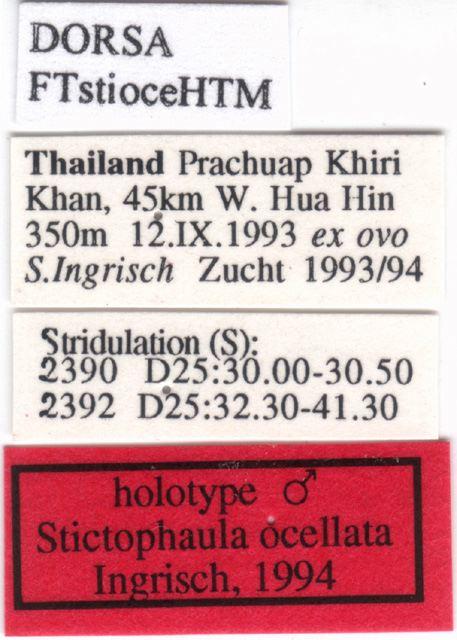 DORSA
FTstioceHTM
Thailand Prachuap Khiri
Khan, 45km W. Hua Hin
350m 12.IX.1993 ex ovo
S.Ingrisch Zucht 1993/94
Stridulation (S):
2390 D25:30.00-30.50
2392 D25:32.30-41.30
holotype ♂
Stictophaula ocellata
Ingrisch, 1994